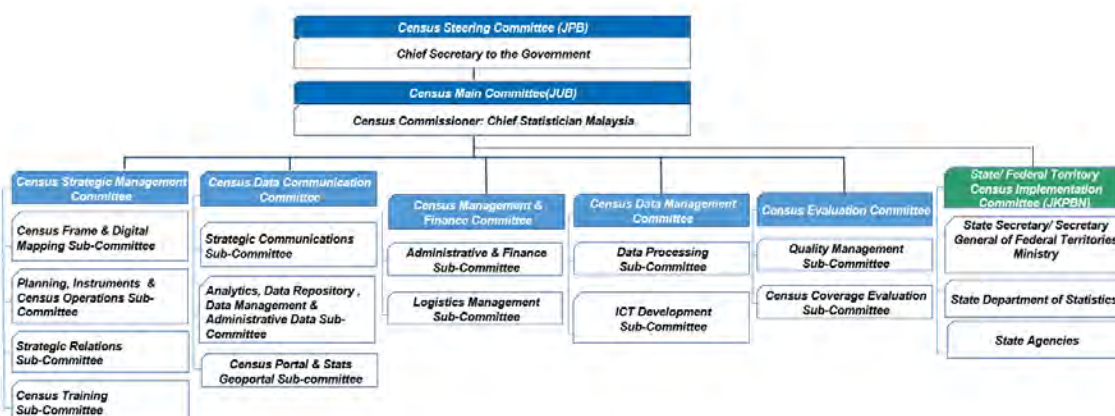 Census Steering Committee (JPB)
Chief Secretary to the Government
Census Main Committee(JUB)
Census Commissioner: Chief Statistician Malaysia
Census Strategic Management
Committee
Census Frame & Digital
Mapping Sub-Committee
Planning, Instruments &
Census Operations Sub-
Committee
Strategic Relations
Sub-Committee
Census Training
Sub-Committee
Census Data Communication
Committee
Strategic Communications
Sub-Committee
Analytics, Data Repository ,
Data Management &
Administrative Data Sub-
Committee
Census Portal & Stats
Geoportal Sub-committee
Census Management &
Finance Committee
Administrative & Finance
Sub-Committee
Logistics Management
Sub-Committee
Census Data Management
Committee
Data Processing
Sub-Committee
ICT Development
Sub-Committee
Census Evaluation Committee
Quality Management
Sub-Committee
Census Coverage Evaluation
Sub-Committee
State/ Federal Territory
Census Implementation
Committee (JKPBN)
State Secretary/ Secretary
General of Federal Territories
Ministry
State Department of Statistics
State Agencies